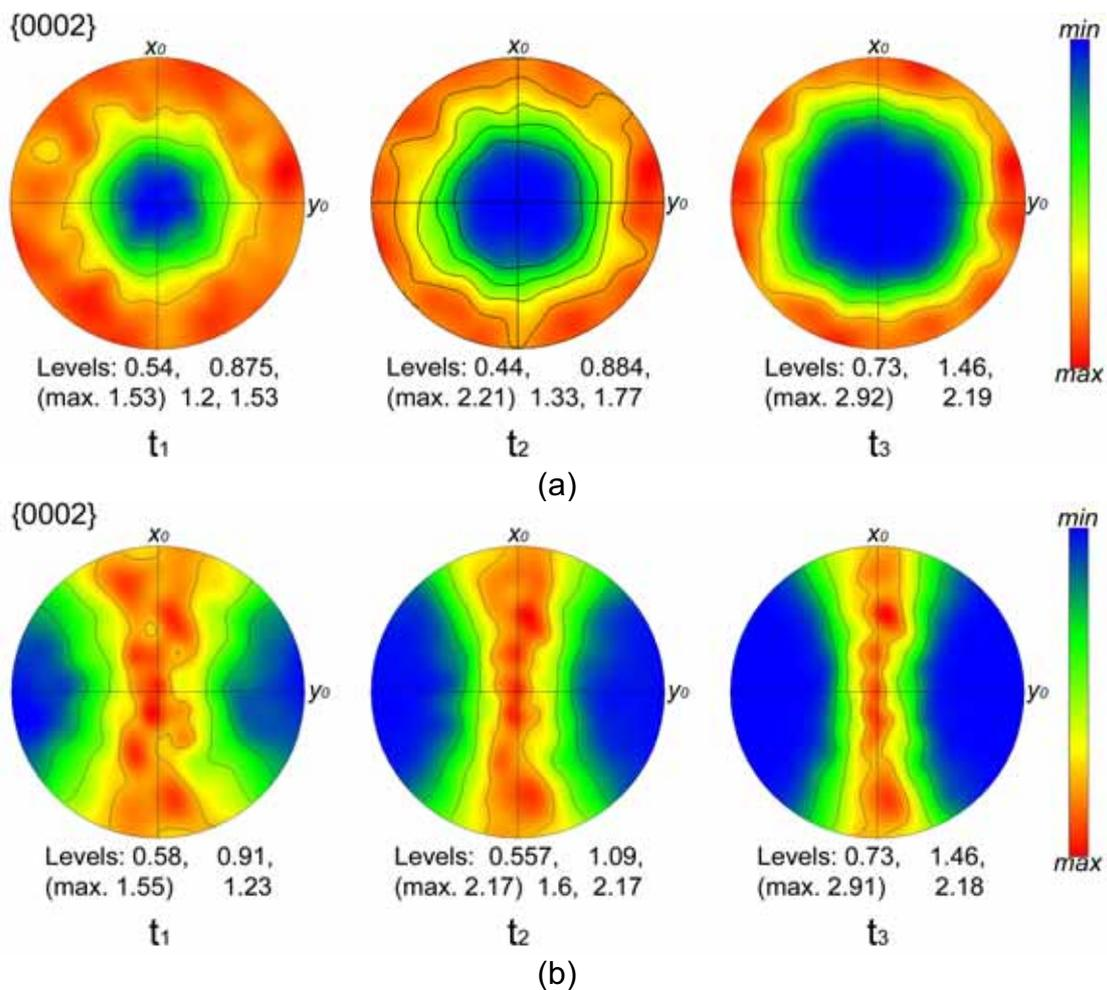 {0002}
x₀ x₀ x₀ min
y₀ y₀ y₀
Levels: 0.54, 0.875, Levels: 0.44, 0.884, Levels: 0.73, 1.46,
(max. 1.53) 1.2, 1.53 (max. 2.21) 1.33, 1.77 (max. 2.92) 2.19
max
t₁ t₂ t₃
(a)
{0002}
x₀ x₀ x₀ min
y₀ y₀ y₀
Levels: 0.58, 0.91, Levels: 0.557, 1.09, Levels: 0.73, 1.46,
(max. 1.55) 1.23 (max. 2.17) 1.6, 2.17 (max. 2.91) 2.18
max
t₁ t₂ t₃
(b)